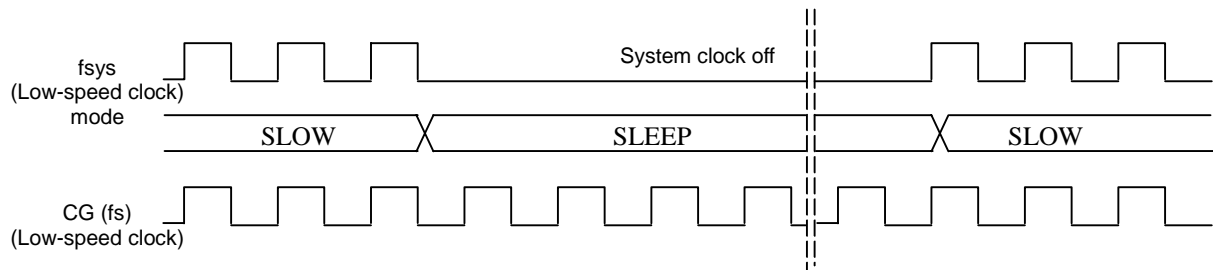 fsys
(Low-speed clock)
mode
System clock off
SLOW
SLEEP
SLOW
CG (fs)
(Low-speed clock)